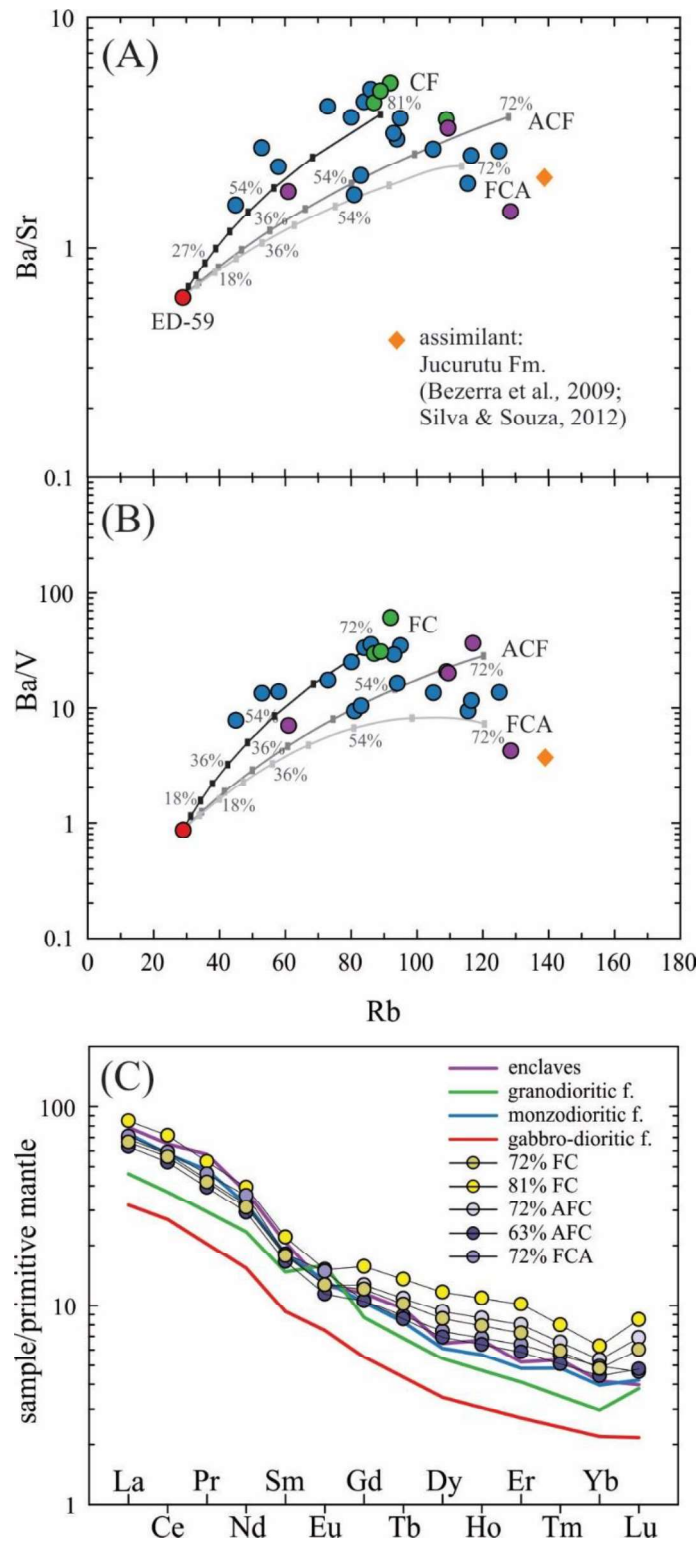 10
(A)
CF
81%
72%
ACF
54%
54%
72%
FCA
36%
54%
27%
36%
18%
1
ED-59
Ba/Sr
assimilant:
Jucurutu Fm.
(Bezerra et al., 2009;
Silva & Souza, 2012)
0.1
(B)
100
72%
FC
ACF
72%
54%
10
54%
FCA
72%
36%
36%
54%
36%
18%
18%
1
Ba/V
0.1
0 20 40 60 80 100 120 140 160 180
Rb
(C)
enclaves
granodioritic f.
monzodioritic f.
gabbro-dioritic f.
72% FC
81% FC
72% AFC
63% AFC
72% FCA
100
10
1
sample/primitive mantle
La Pr Sm Gd Dy Er Yb
Ce Nd Eu Tb Ho Tm Lu